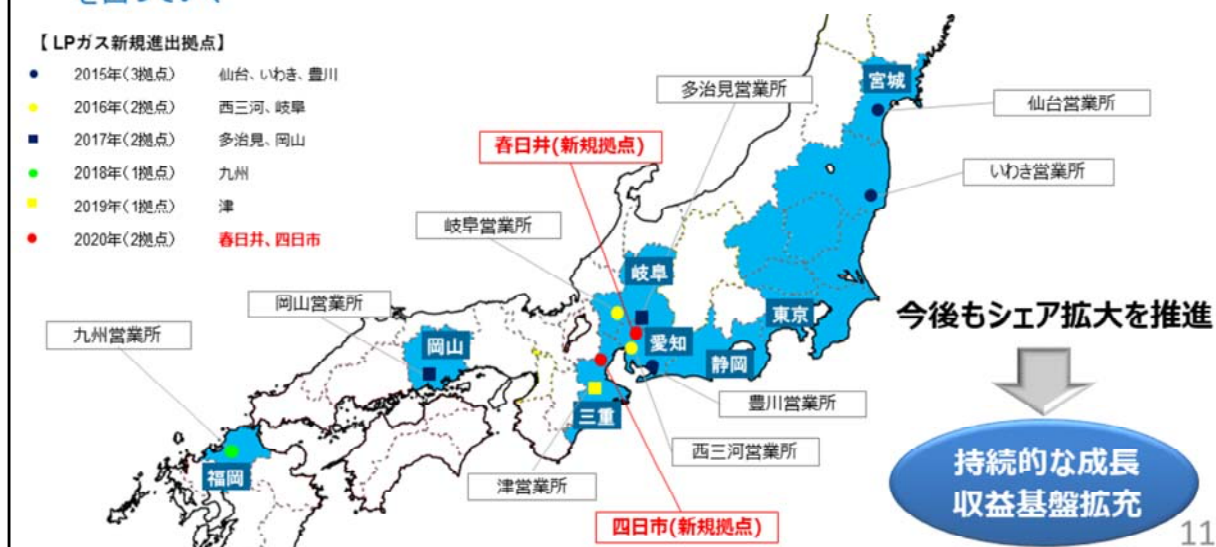 を図っていく
【LPガス新規進出拠点】
2015年(3拠点) 仙台、いわき、豊川
2016年(2拠点) 西三河、岐阜
2017年(2拠点) 多治見、岡山
2018年(1拠点) 九州
2019年(1拠点) 津
2020年(2拠点) 春日井、四日市
多治見営業所
宮城
仙台営業所
春日井(新規拠点)
いわき営業所
岐阜営業所
岐阜
岡山営業所
東京
今後もシェア拡大を推進
九州営業所
岡山
愛知
静岡
豊川営業所
三重
西三河営業所
福岡
津営業所
持続的な成長
収益基盤拡充
四日市(新規拠点)
11